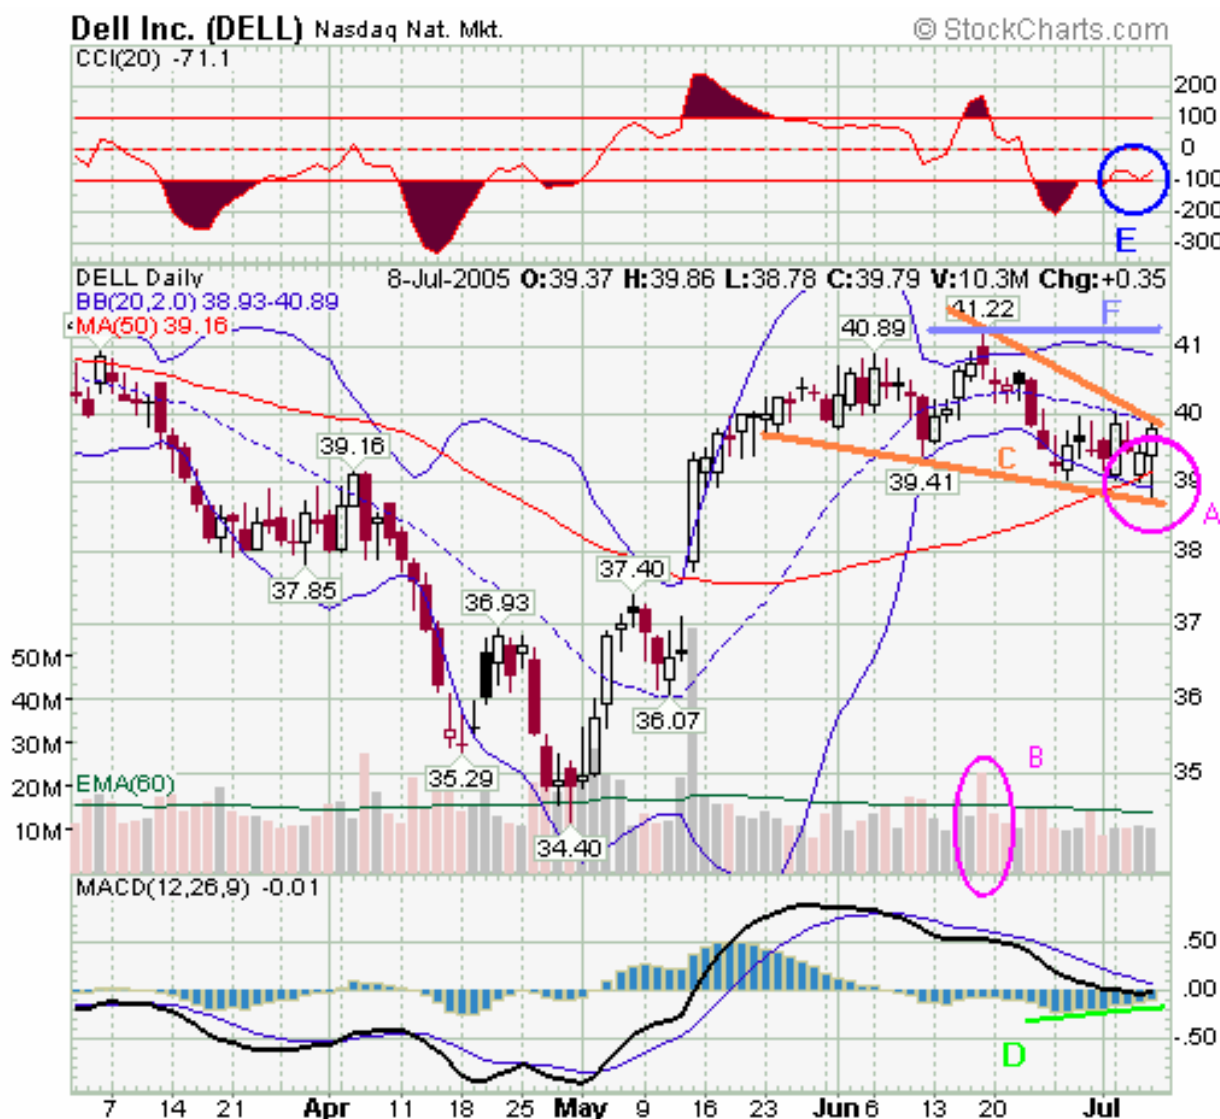 Dell Inc. (DELL) Nasdaq Nat. Mkt. © StockCharts.com
CCI(20) -71.1
200
100
0
-100
-200
-300
E
DELL Daily 8-Jul-2005 O:39.37 H:39.86 L:38.78 C:39.79 V:10.3M Chg:+0.35
BB(20,2.0) 38.93-40.89
MA(50) 39.16
41.22
F
40.89
41
40
39.16
C
39.41
39
A
38
37.85
37.40
36.93
37
50M
36.07
36
40M
30M
35.29
B
35
EMA(60)
20M
10M
34.40
MACD(12,26,9) -0.01
.50
.00
-.50
D
7 14 21 Apr 11 18 25 May 9 16 23 Jun 6 13 20 Jul